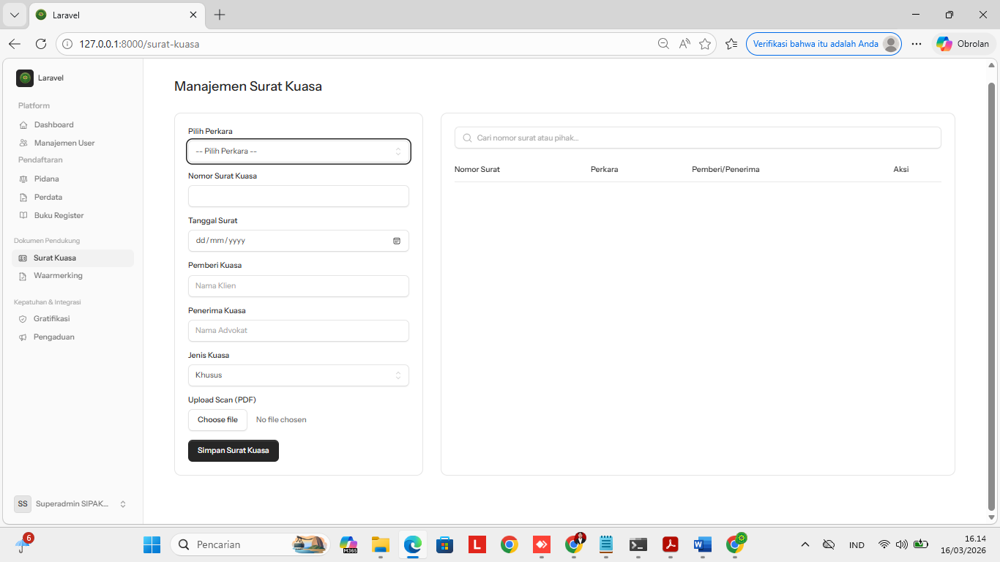 Laravel
127.0.0.1:8000/surat-kuasa
Verifikasi bahwa itu adalah Anda
Obrolan
Laravel
Platform
Dashboard
Manajemen User
Pendaftaran
Pidana
Perdata
Buku Register
Dokumen Pendukung
Surat Kuasa
Waarmerking
Kepatuhan & Integrasi
Gratifikasi
Pengaduan
SS Superadmin SIPAK...
Manajemen Surat Kuasa
Pilih Perkara
-- Pilih Perkara --
Nomor Surat Kuasa
Tanggal Surat
dd/mm/yyyy
Pemberi Kuasa
Nama Klien
Penerima Kuasa
Nama Advokat
Jenis Kuasa
Khusus
Upload Scan (PDF)
Choose file No file chosen
Simpan Surat Kuasa
Cari nomor surat atau pihak...
Nomor Surat Perkara Pemberi/Penerima Aksi
6
Pencarian
M365
L
W
IND
16.14
16/03/2026